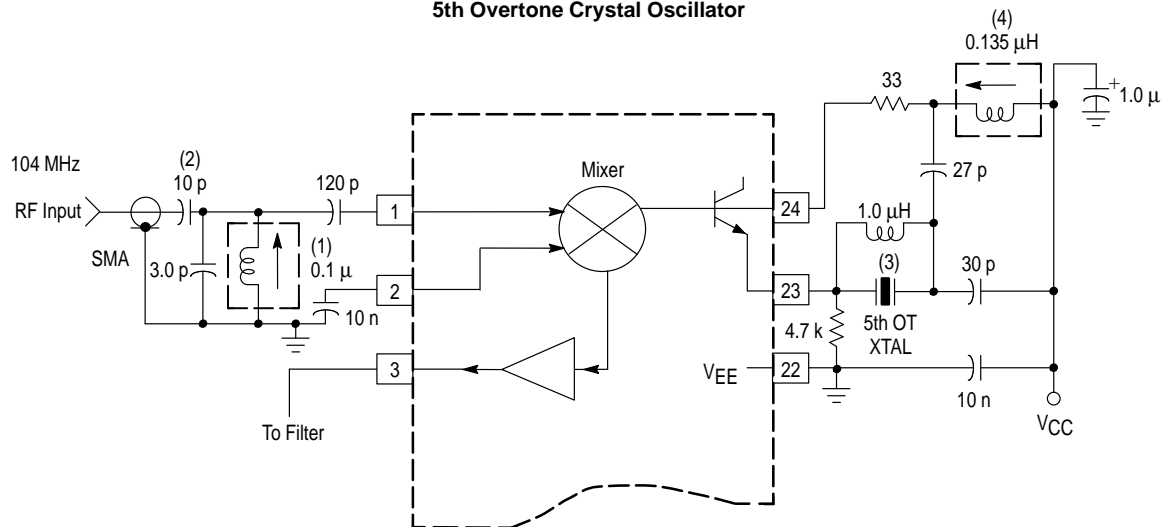 5th Overtone Crystal Oscillator
(4)
0.135 μH
33
+
1.0 μ
104 MHz
(2)
10 p
120 p
Mixer
27 p
RF Input
1
24
1.0 μH
SMA
3.0 p
(1)
0.1 μ
(3)
30 p
2
23
10 n
4.7 k
5th OT
XTAL
3
VEE
22
10 n
To Filter
VCC